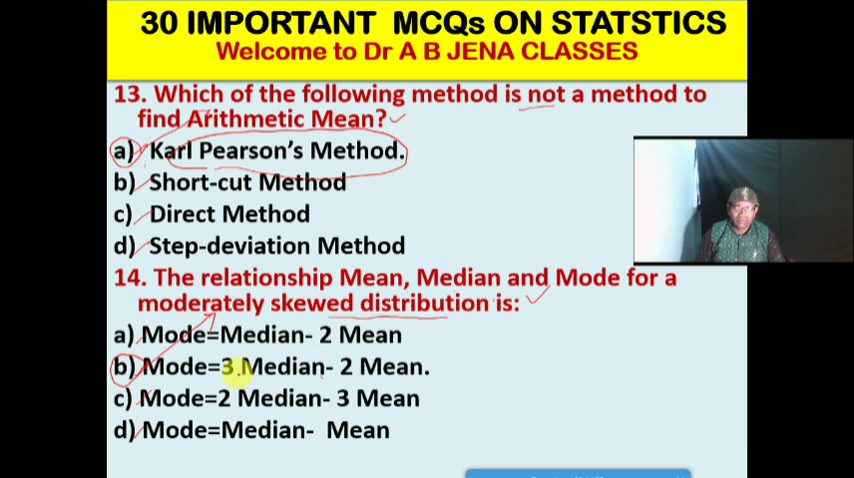 30 IMPORTANT MCQs ON STATSTICS
Welcome to Dr A B JENA CLASSES
13. Which of the following method is not a method to
find Arithmetic Mean?
a) Karl Pearson's Method.
b) Short-cut Method
c) Direct Method
d) Step-deviation Method
14. The relationship Mean, Median and Mode for a
moderately skewed distribution is:
a) Mode=Median- 2 Mean
b) Mode=3 Median- 2 Mean.
c) Mode=2 Median- 3 Mean
d) Mode=Median- Mean